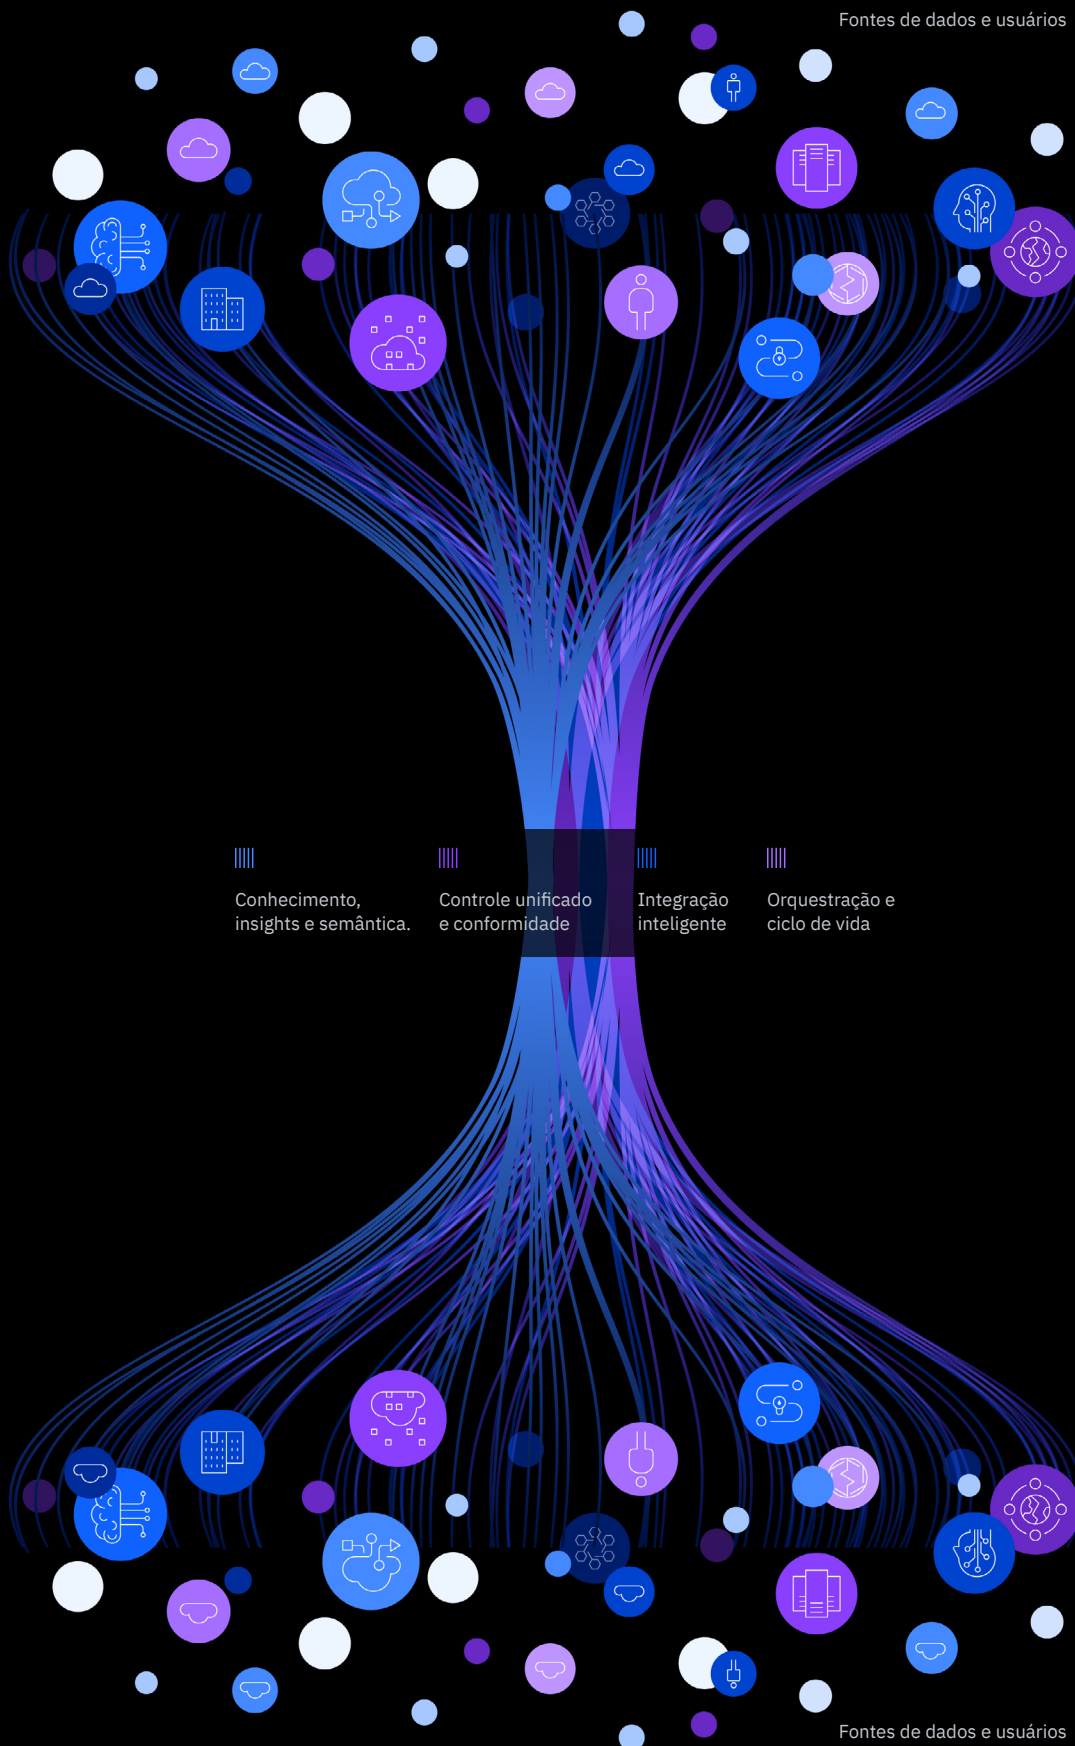 Fontes de dados e usuários
Conhecimento,
insights e semântica.
Controle unificado
e conformidade
Integração
inteligente
Orquestração e
ciclo de vida
Fontes de dados e usuários